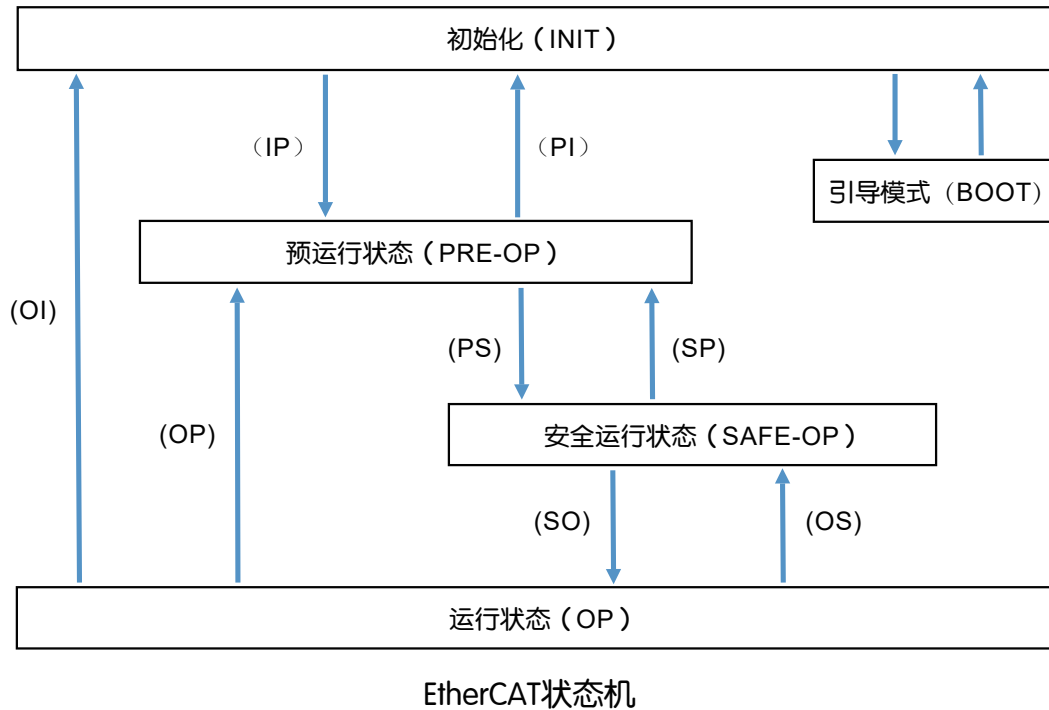 初始化（INIT）
（IP）
（PI）
引导模式（BOOT）
预运行状态（PRE-OP）
(OI)
(PS)
(SP)
(OP)
安全运行状态（SAFE-OP）
(SO)
(OS)
运行状态（OP）
EtherCAT状态机